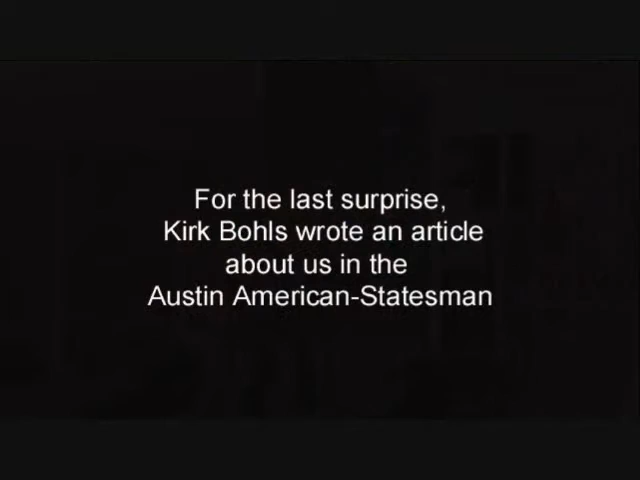 For the last surprise,
Kirk Bohls wrote an article
about us in the
Austin American-Statesman